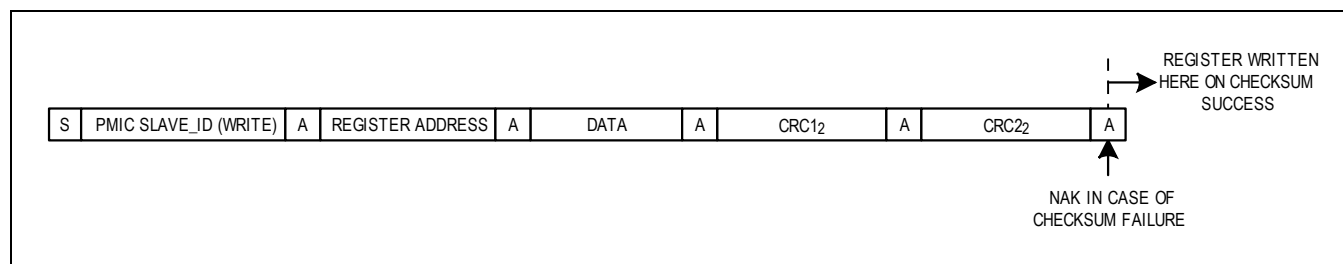 REGISTER WRITTEN
HERE ON CHECKSUM
SUCCESS
S PMIC SLAVE_ID (WRITE) A REGISTER ADDRESS A DATA A CRC1₂ A CRC2₂ A
NAK IN CASE OF
CHECKSUM FAILURE